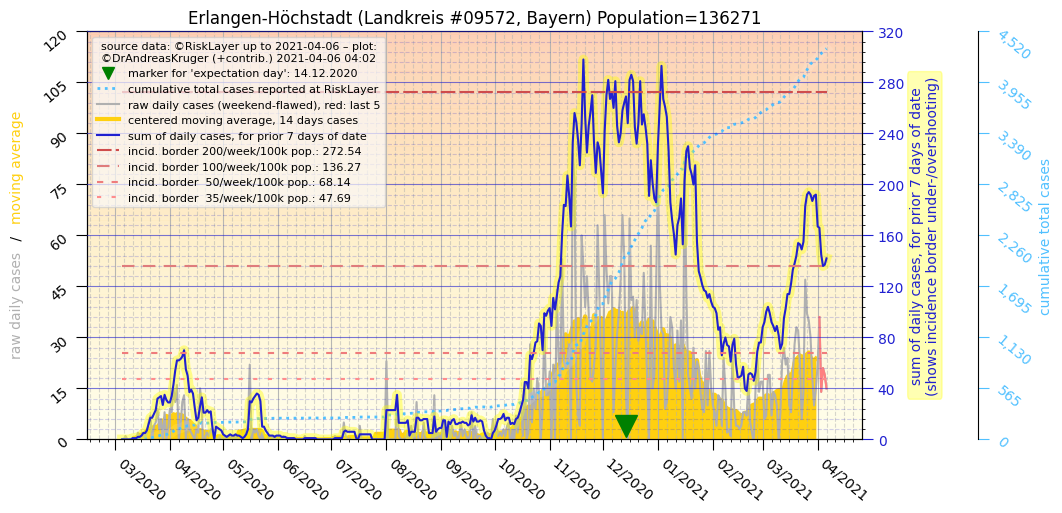 Erlangen-Höchstadt (Landkreis #09572, Bayern) Population=136271
source data: ©RiskLayer up to 2021-04-06 – plot:
©DrAndreasKruger (+contrib.) 2021-04-06 04:02
marker for 'expectation day': 14.12.2020
cumulative total cases reported at RiskLayer
raw daily cases (weekend-flawed), red: last 5
centered moving average, 14 days cases
sum of daily cases, for prior 7 days of date
incid. border 200/week/100k pop.: 272.54
incid. border 100/week/100k pop.: 136.27
incid. border  50/week/100k pop.: 68.14
incid. border  35/week/100k pop.: 47.69
raw daily cases  /  moving average
120
105
90
75
60
45
30
15
0
03/2020
04/2020
05/2020
06/2020
07/2020
08/2020
09/2020
10/2020
11/2020
12/2020
01/2021
02/2021
03/2021
04/2021
320
280
240
200
160
120
80
40
0
sum of daily cases, for prior 7 days of date
(shows incidence border under-/overshooting)
4,520
3,955
3,390
2,825
2,260
1,695
1,130
565
0
cumulative total cases